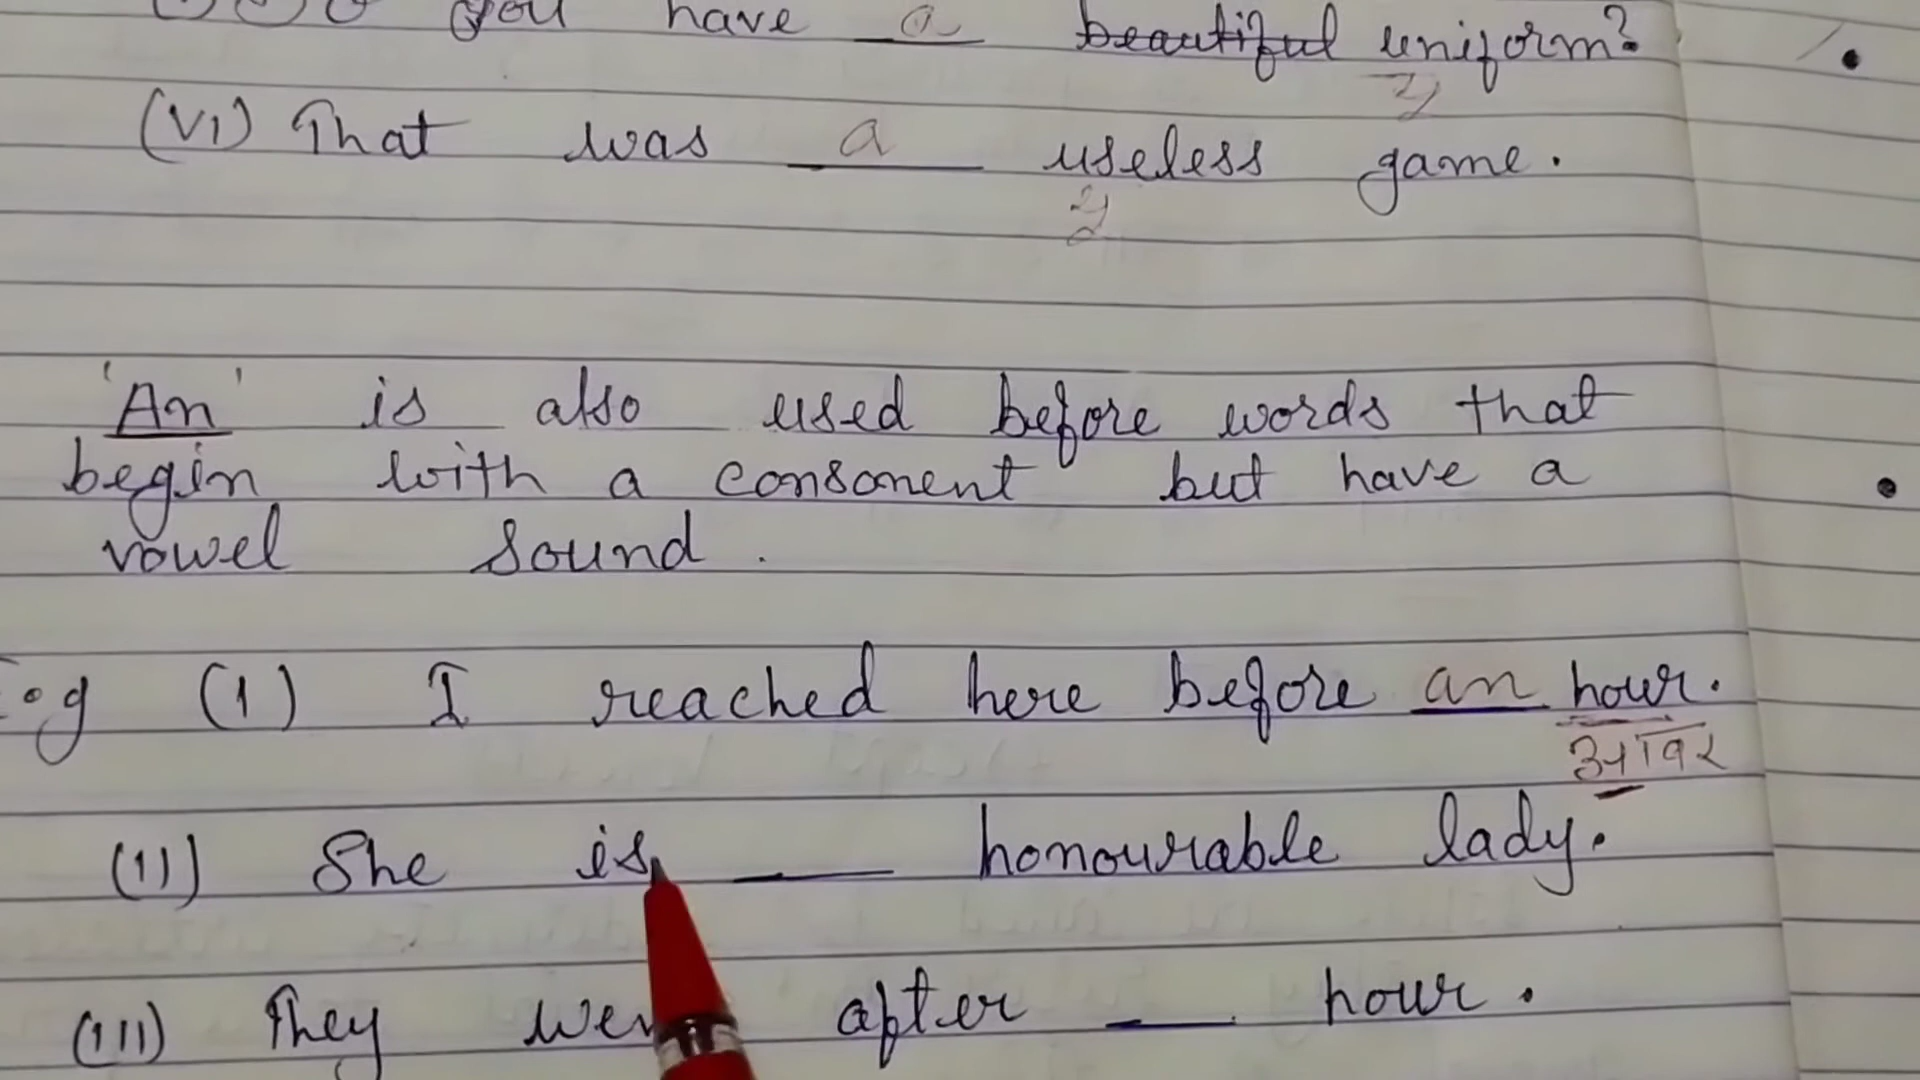 you have a beautiful uniform?
य
(VI) That was a useless game.
य
'An' is also used before words that
begin with a consonent but have a
vowel sound.
e.g (I) I reached here before an hour.
आवर
(II) She is ___ honourable lady.
(III) They after ___ hour.